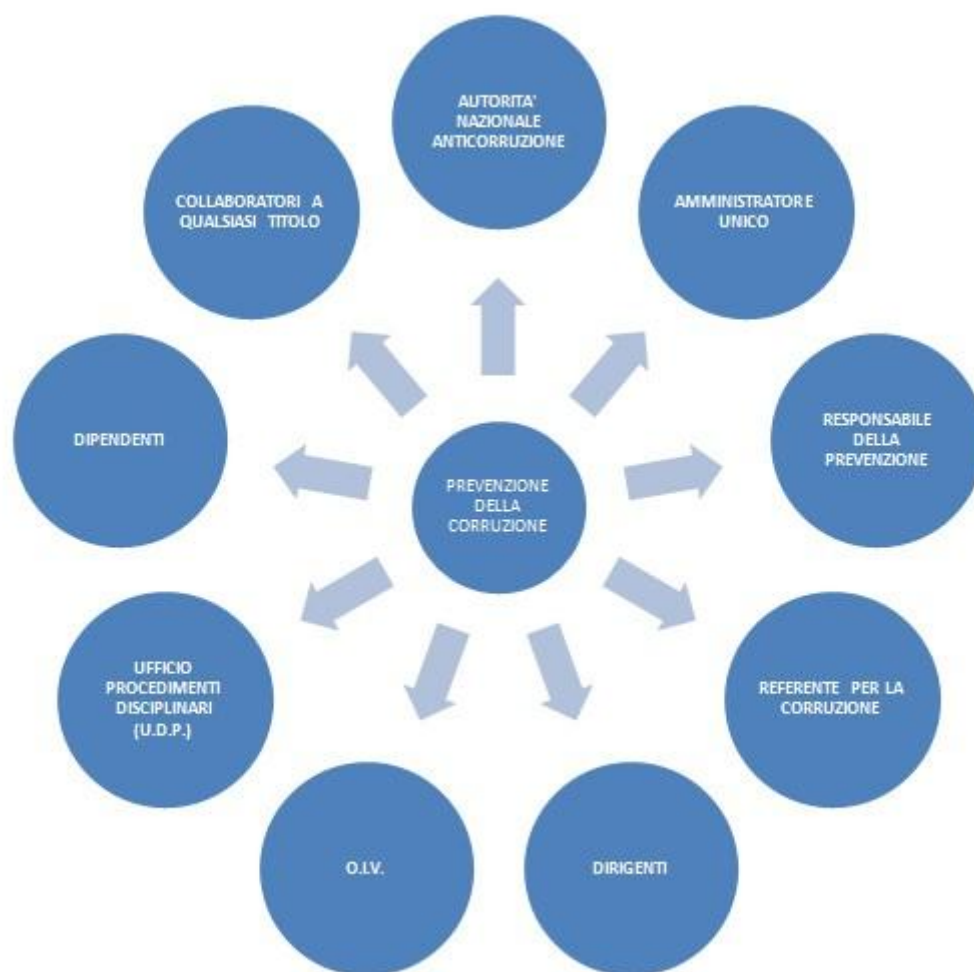 AUTORITA'
NAZIONALE
ANTICORRUZIONE
AMMINISTRATORE
UNICO
RESPONSABILE
DELLA
PREVENZIONE
REFERENTE PER LA
CORRUZIONE
DIRIGENTI
O.I.V.
UFFICIO
PROCEDIMENTI
DISCIPLINARI
(U.D.P.)
DIPENDENTI
COLLABORATORI A
QUALSIASI TITOLO
PREVENZIONE
DELLA
CORRUZIONE